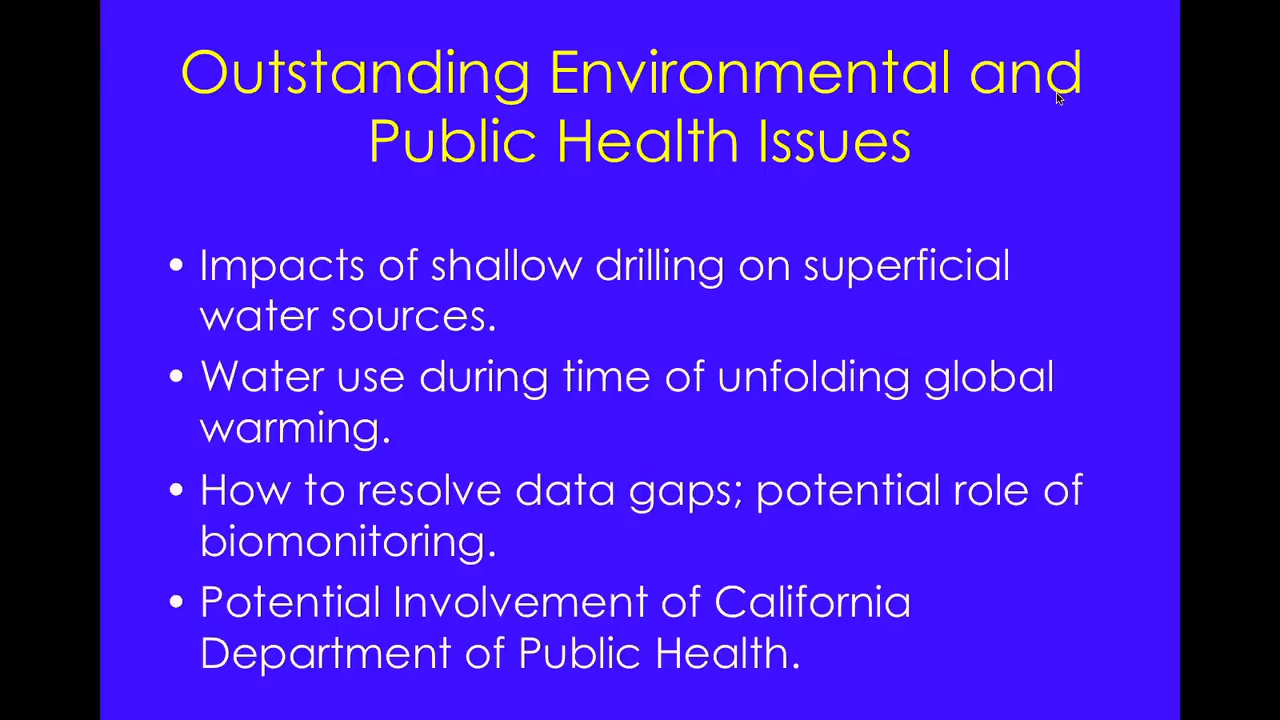 Outstanding Environmental and
Public Health Issues
• Impacts of shallow drilling on superficial
water sources.
• Water use during time of unfolding global
warming.
• How to resolve data gaps; potential role of
biomonitoring.
• Potential Involvement of California
Department of Public Health.